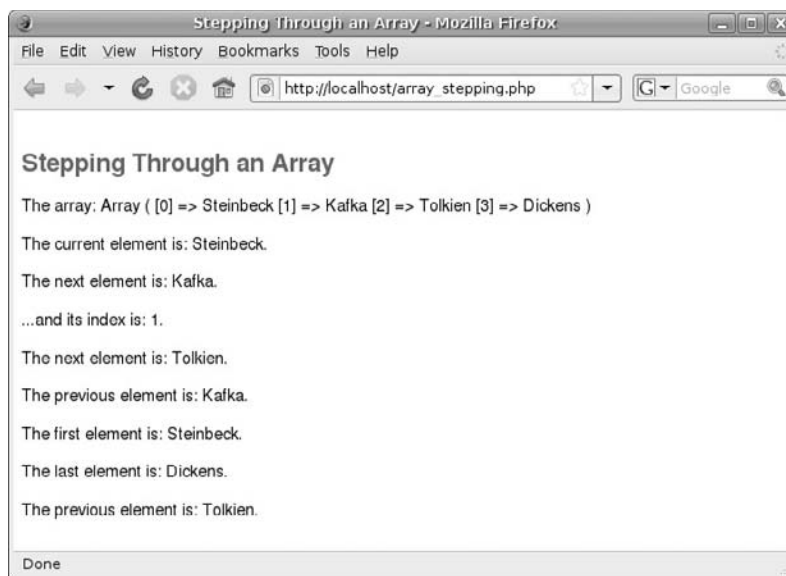 Stepping Through an Array - Mozilla Firefox
File Edit View History Bookmarks Tools Help
http://localhost/array_stepping.php G Google
Stepping Through an Array
The array: Array ( [0] => Steinbeck [1] => Kafka [2] => Tolkien [3] => Dickens )
The current element is: Steinbeck.
The next element is: Kafka.
...and its index is: 1.
The next element is: Tolkien.
The previous element is: Kafka.
The first element is: Steinbeck.
The last element is: Dickens.
The previous element is: Tolkien.
Done